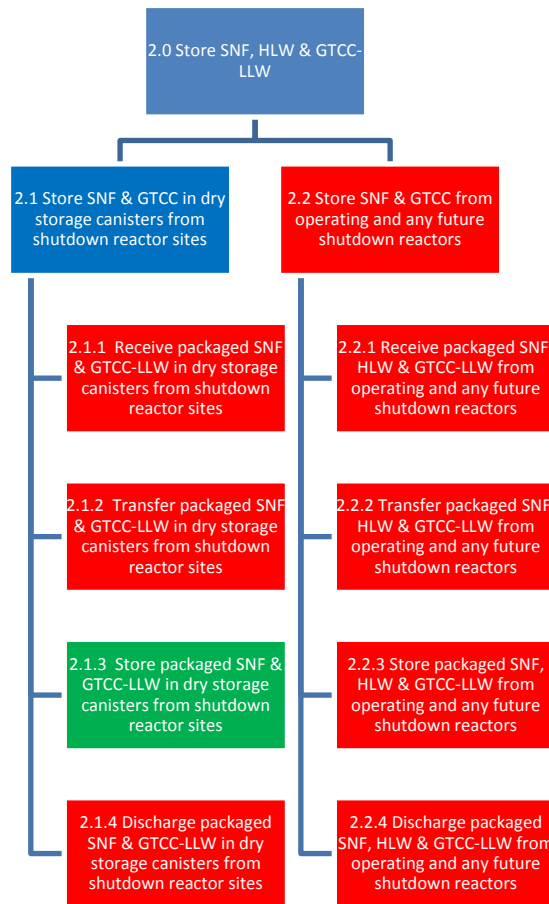 2.0 Store SNF, HLW & GTCC-
LLW
2.1 Store SNF & GTCC in dry
storage canisters from
shutdown reactor sites
2.2 Store SNF & GTCC from
operating and any future
shutdown reactors
2.1.1 Receive packaged SNF
& GTCC-LLW in dry storage
canisters from shutdown
reactor sites
2.2.1 Receive packaged SNF
HLW & GTCC-LLW from
operating and any future
shutdown reactors
2.1.2 Transfer packaged SNF
& GTCC-LLW in dry storage
canisters from shutdown
reactor sites
2.2.2 Transfer packaged SNF
HLW & GTCC-LLW from
operating and any future
shutdown reactors
2.1.3 Store packaged SNF &
GTCC-LLW in dry storage
canisters from shutdown
reactor sites
2.2.3 Store packaged SNF,
HLW & GTCC-LLW from
operating and any future
shutdown reactors
2.1.4 Discharge packaged
SNF & GTCC-LLW in dry
storage canisters from
shutdown reactor sites
2.2.4 Discharge packaged
SNF, HLW & GTCC-LLW from
operating and any future
shutdown reactors